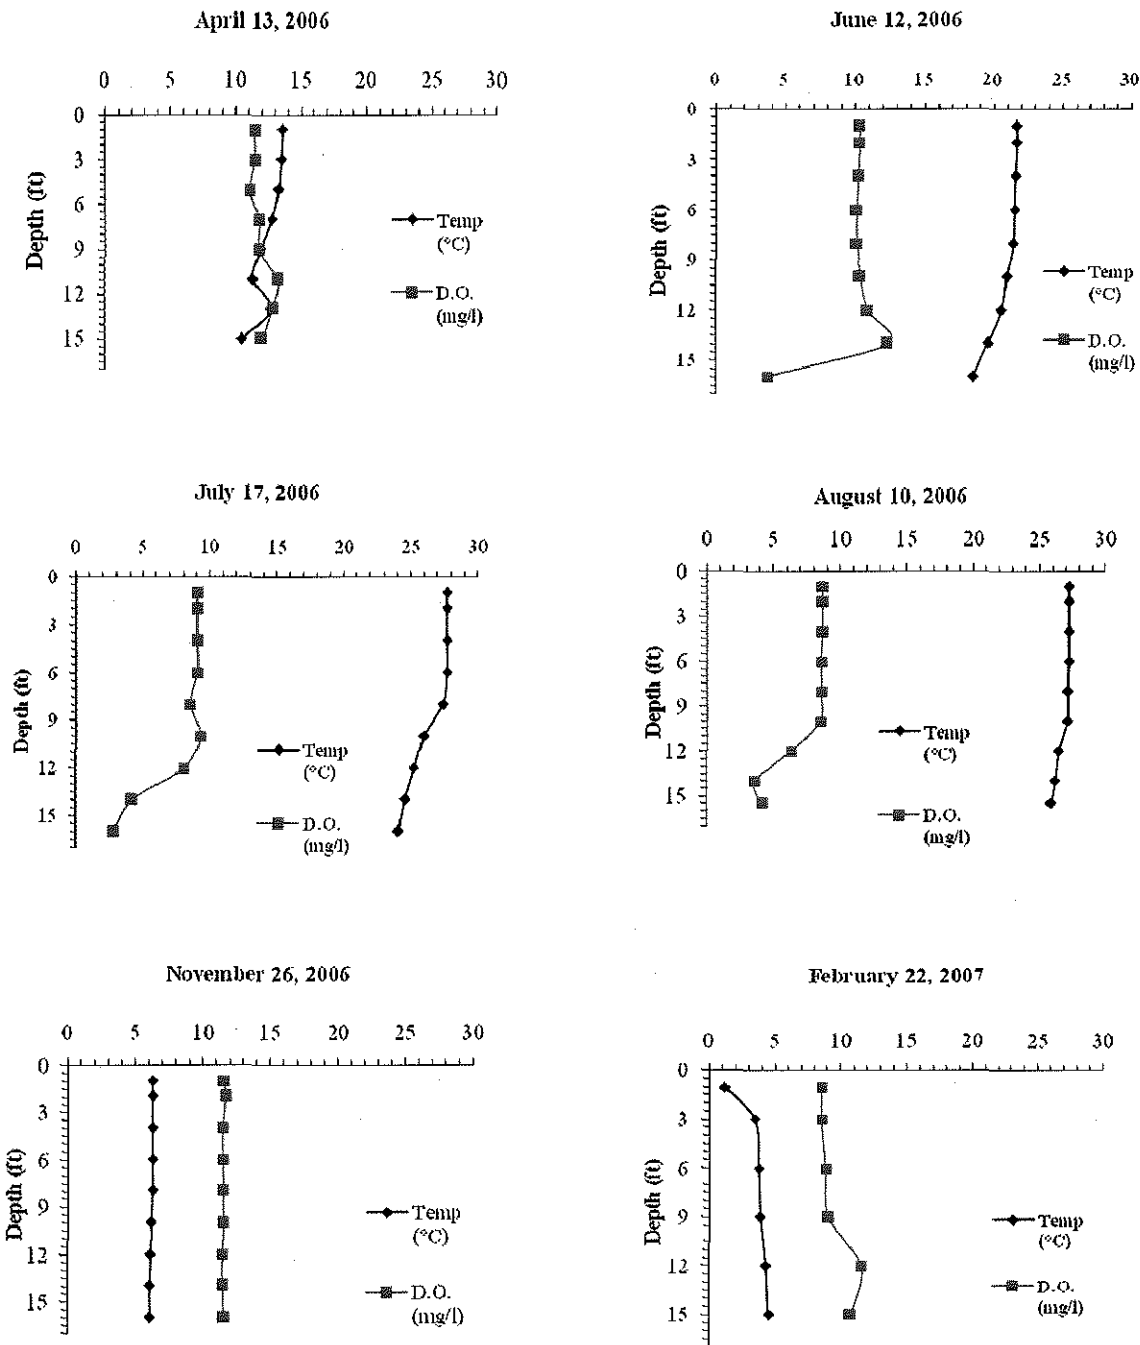 April 13, 2006
0 5 10 15 20 25 30
0
3
6
9
12
15
Depth (ft)
Temp
(°C)
D.O.
(mg/l)
June 12, 2006
0 5 10 15 20 25 30
0
3
6
9
12
15
Depth (ft)
Temp
(°C)
D.O.
(mg/l)
July 17, 2006
0 5 10 15 20 25 30
0
3
6
9
12
15
Depth (ft)
Temp
(°C)
D.O.
(mg/l)
August 10, 2006
0 5 10 15 20 25 30
0
3
6
9
12
15
Depth (ft)
Temp
(°C)
D.O.
(mg/l)
November 26, 2006
0 5 10 15 20 25 30
0
3
6
9
12
15
Depth (ft)
Temp
(°C)
D.O.
(mg/l)
February 22, 2007
0 5 10 15 20 25 30
0
3
6
9
12
15
Depth (ft)
Temp
(°C)
D.O.
(mg/l)